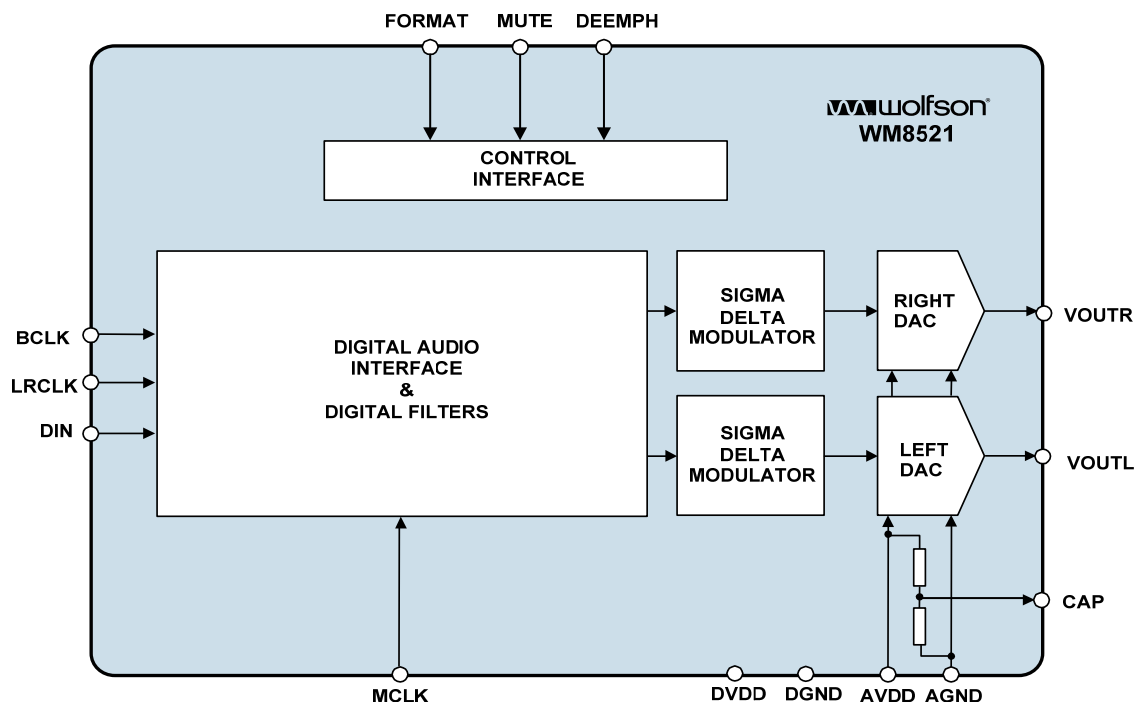 FORMAT MUTE DEEMPH
wolfson®
WM8521
CONTROL
INTERFACE
SIGMA
DELTA
MODULATOR
RIGHT
DAC
VOUTR
BCLK
LRCLK
DIN
DIGITAL AUDIO
INTERFACE
&
DIGITAL FILTERS
SIGMA
DELTA
MODULATOR
LEFT
DAC
VOUTL
CAP
MCLK DVDD DGND AVDD AGND